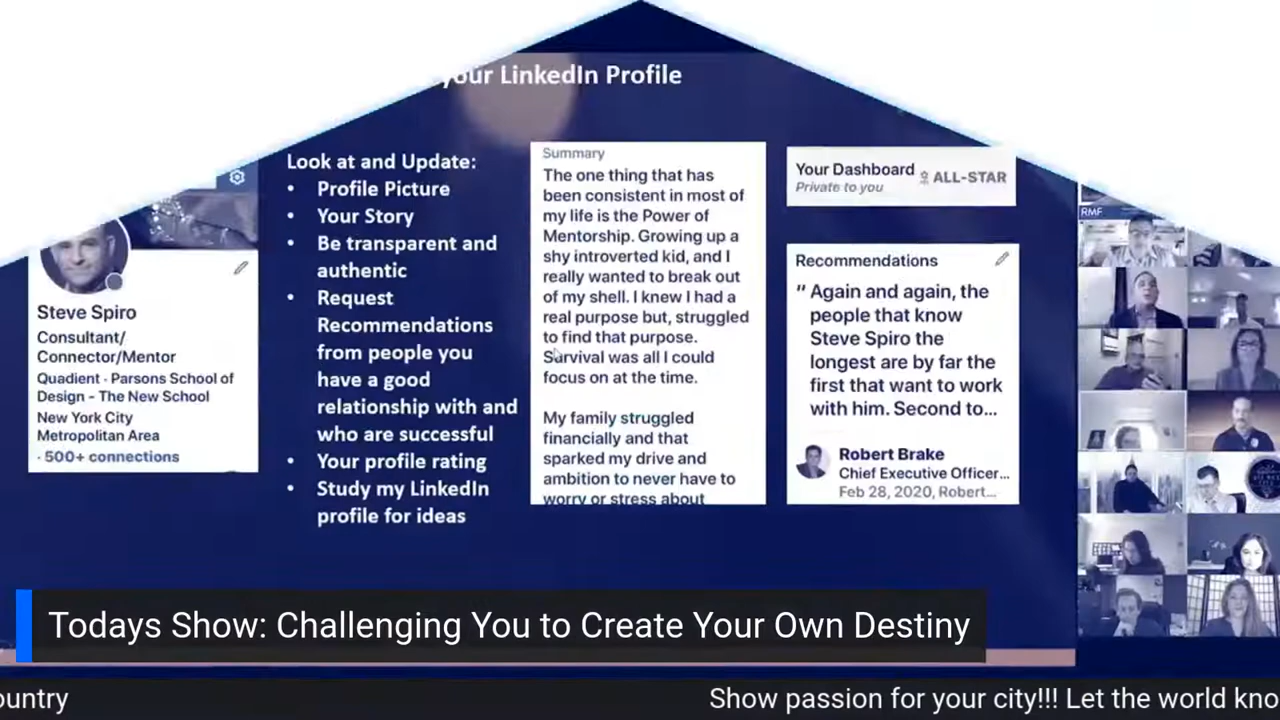 your LinkedIn Profile
Steve Spiro
Consultant/
Connector/Mentor
Quadient · Parsons School of
Design - The New School
New York City
Metropolitan Area
· 500+ connections
Look at and Update:
• Profile Picture
• Your Story
• Be transparent and
authentic
• Request
Recommendations
from people you
have a good
relationship with and
who are successful
• Your profile rating
• Study my LinkedIn
profile for ideas
Summary
The one thing that has
been consistent in most of
my life is the Power of
Mentorship. Growing up a
shy introverted kid, and I
really wanted to break out
of my shell. I knew I had a
real purpose but, struggled
to find that purpose.
Survival was all I could
focus on at the time.
My family struggled
financially and that
sparked my drive and
ambition to never have to
worry or stress about
Your Dashboard
Private to you
ALL-STAR
Recommendations
" Again and again, the
people that know
Steve Spiro the
longest are by far the
first that want to work
with him. Second to...
Robert Brake
Chief Executive Officer...
Feb 28, 2020, Robert...
RMF
Todays Show: Challenging You to Create Your Own Destiny
ountry
Show passion for your city!!! Let the world kno